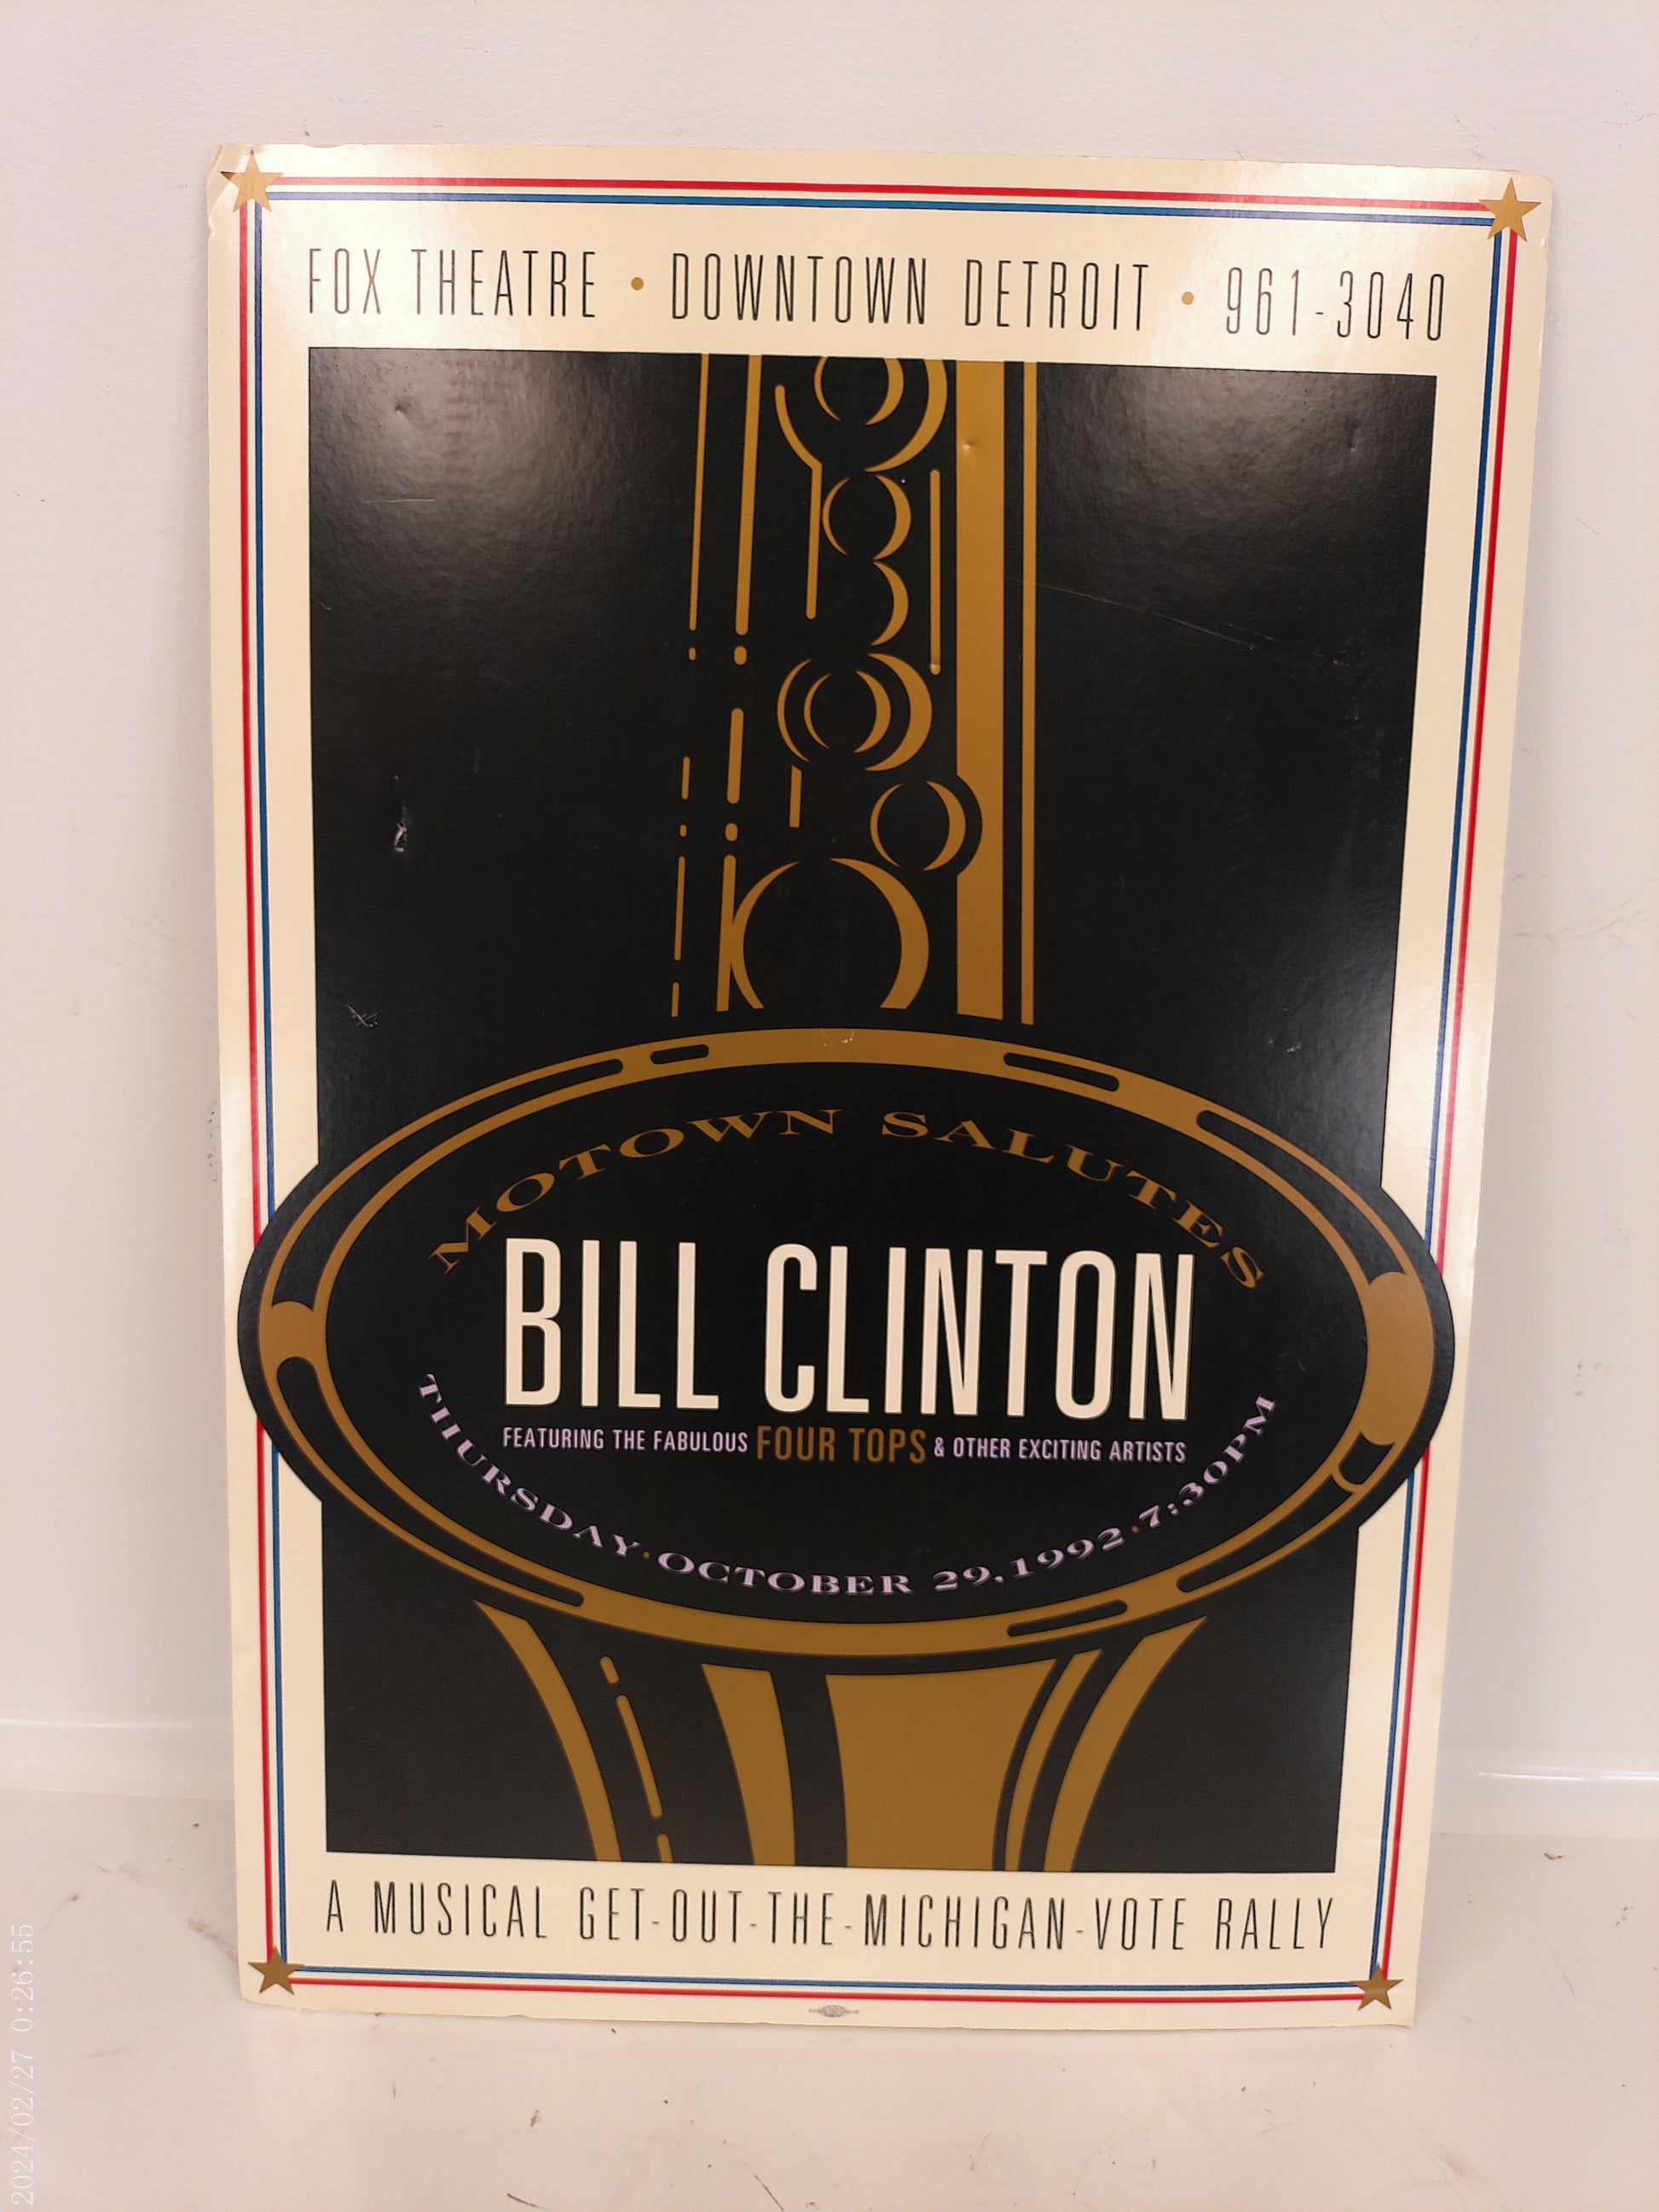 FOX THEATRE • DOWNTOWN DETROIT • 961-3040
MOTOWN SALUTES
BILL CLINTON
FEATURING THE FABULOUS FOUR TOPS & OTHER EXCITING ARTISTS
THURSDAY • OCTOBER 29, 1992 • 7:30PM
A MUSICAL GET-OUT-THE-MICHIGAN-VOTE RALLY
2024/02/27 0:26:55